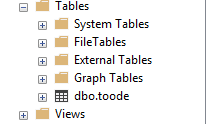 Tables
System Tables
FileTables
External Tables
Graph Tables
dbo.toode
Views